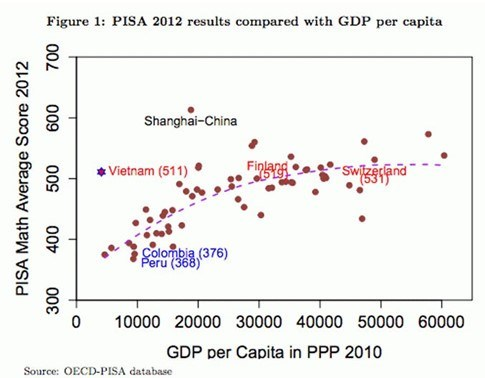 Figure 1: PISA 2012 results compared with GDP per capita
PISA Math Average Score 2012
700
600
500
400
300
Shanghai−China
Vietnam (511)
Finland
(519)
Switzerland
(531)
Colombia (376)
Peru (368)
0 10000 20000 30000 40000 50000 60000
GDP per Capita in PPP 2010
Source: OECD-PISA database